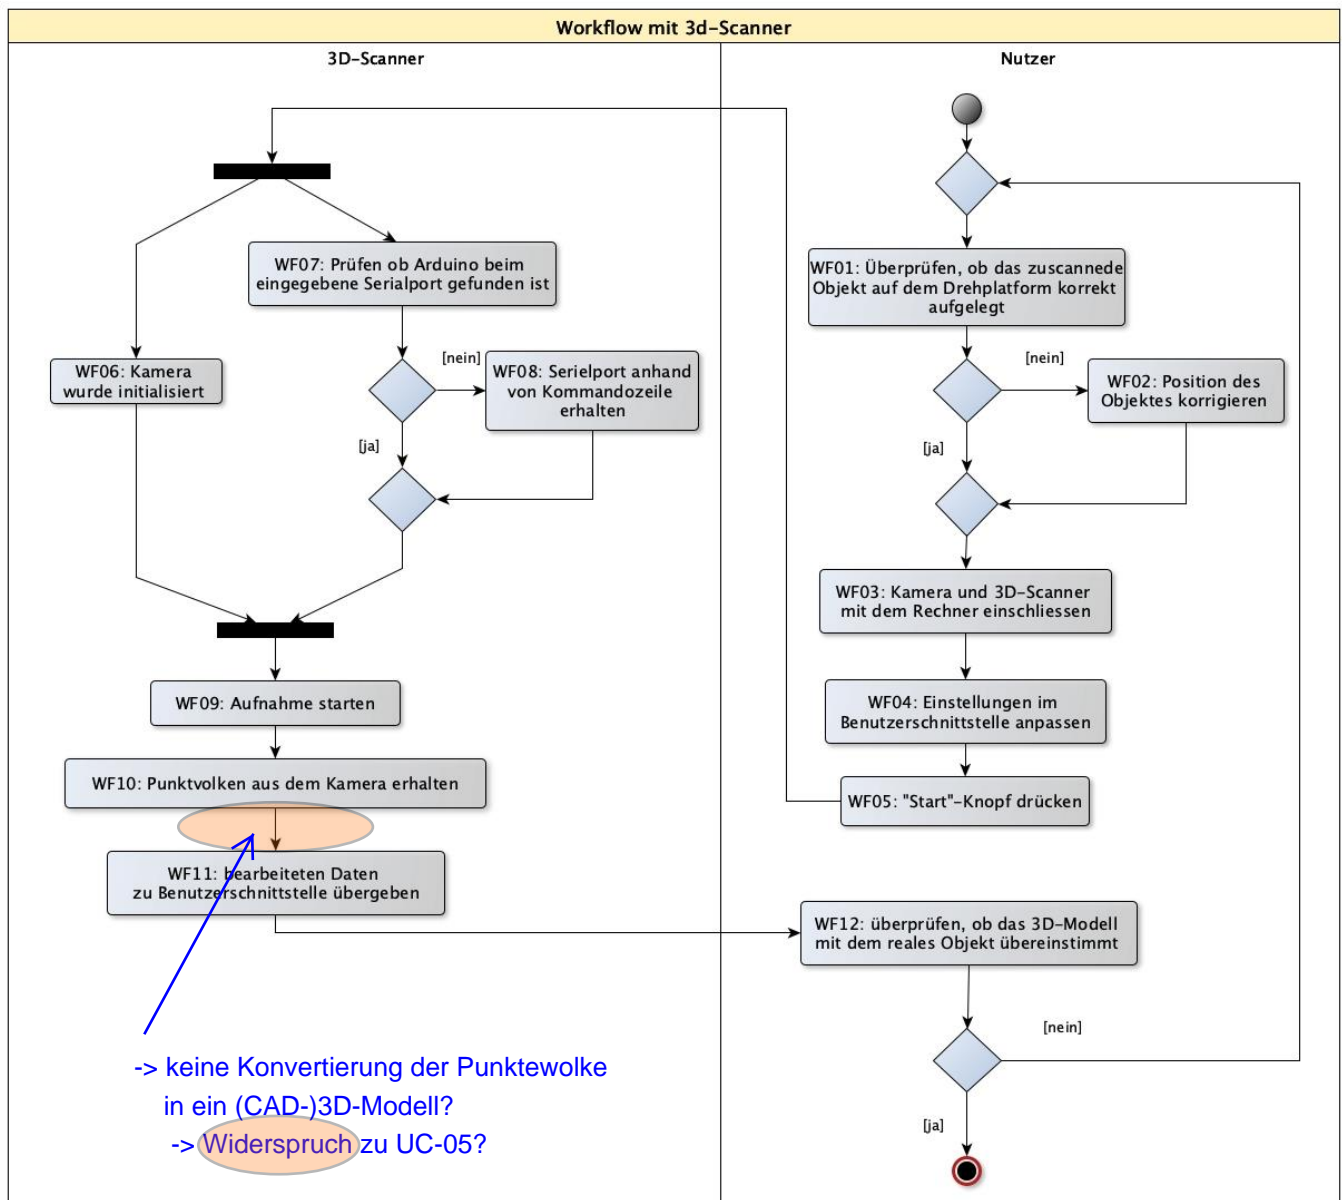 Workflow mit 3d-Scanner
3D-Scanner
Nutzer
WF07: Prüfen ob Arduino beim
eingegebene Serialport gefunden ist
WF06: Kamera
wurde initialisiert
[nein]
WF08: Serielport anhand
von Kommandozeile
erhalten
[ja]
WF09: Aufnahme starten
WF10: Punktvolken aus dem Kamera erhalten
WF11: bearbeiteten Daten
zu Benutzerschnittstelle übergeben
-> keine Konvertierung der Punktewolke
in ein (CAD-)3D-Modell?
-> Widerspruch zu UC-05?
WF01: Überprüfen, ob das zuscannede
Objekt auf dem Drehplatform korrekt
aufgelegt
[nein]
WF02: Position des
Objektes korrigieren
[ja]
WF03: Kamera und 3D-Scanner
mit dem Rechner einschliessen
WF04: Einstellungen im
Benutzerschnittstelle anpassen
WF05: "Start"-Knopf drücken
WF12: überprüfen, ob das 3D-Modell
mit dem reales Objekt übereinstimmt
[nein]
[ja]